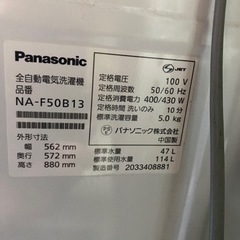 JET
Panasonic
全自動電気洗濯機
品番
NA-F50B13
外形寸法
幅 562 mm
奥行 572 mm
高さ 880 mm
定格電圧 100 V
定格周波数 50/60 Hz
定格消費電力 400/430 W
定格時間 洗いのみ 10 分
標準洗濯容量 5.0 kg
パナソニック株式会社
中国製
標準水量 47 L
標準使用水量 114 L
製造番号 2033408881